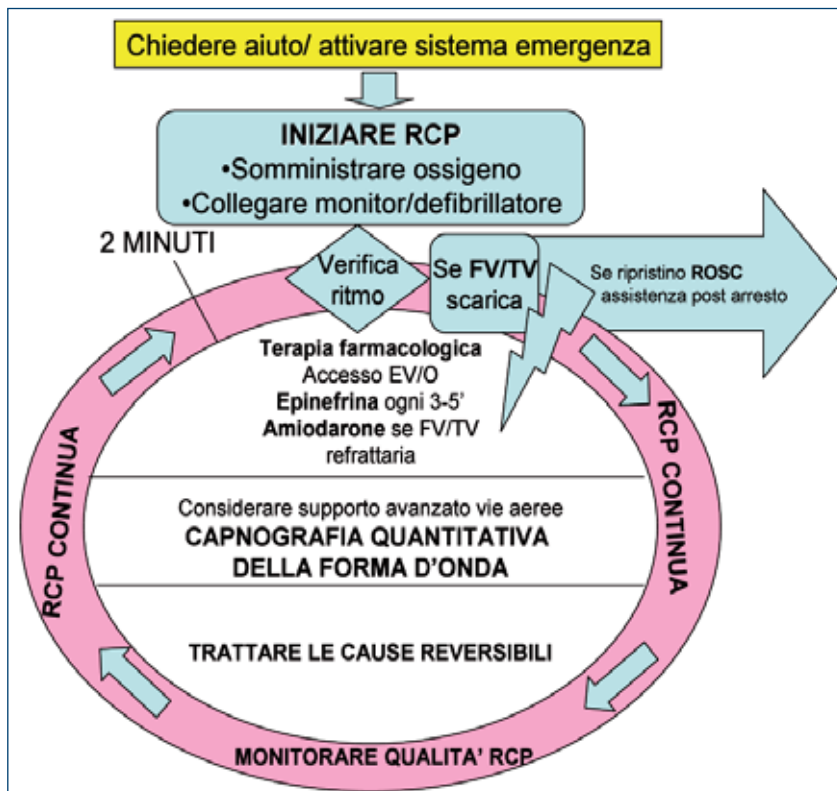 Chiedere aiuto/ attivare sistema emergenza
INIZIARE RCP
•Somministrare ossigeno
•Collegare monitor/defibrillatore
2 MINUTI
Verifica
ritmo
Se FV/TV
scarica
Se ripristino ROSC
assistenza post arresto
Terapia farmacologica
Accesso EV/O
Epinefrina ogni 3-5'
Amiodarone se FV/TV
refrattaria
RCP CONTINUA
RCP CONTINUA
Considerare supporto avanzato vie aeree
CAPNOGRAFIA QUANTITATIVA
DELLA FORMA D'ONDA
TRATTARE LE CAUSE REVERSIBILI
MONITORARE QUALITA' RCP